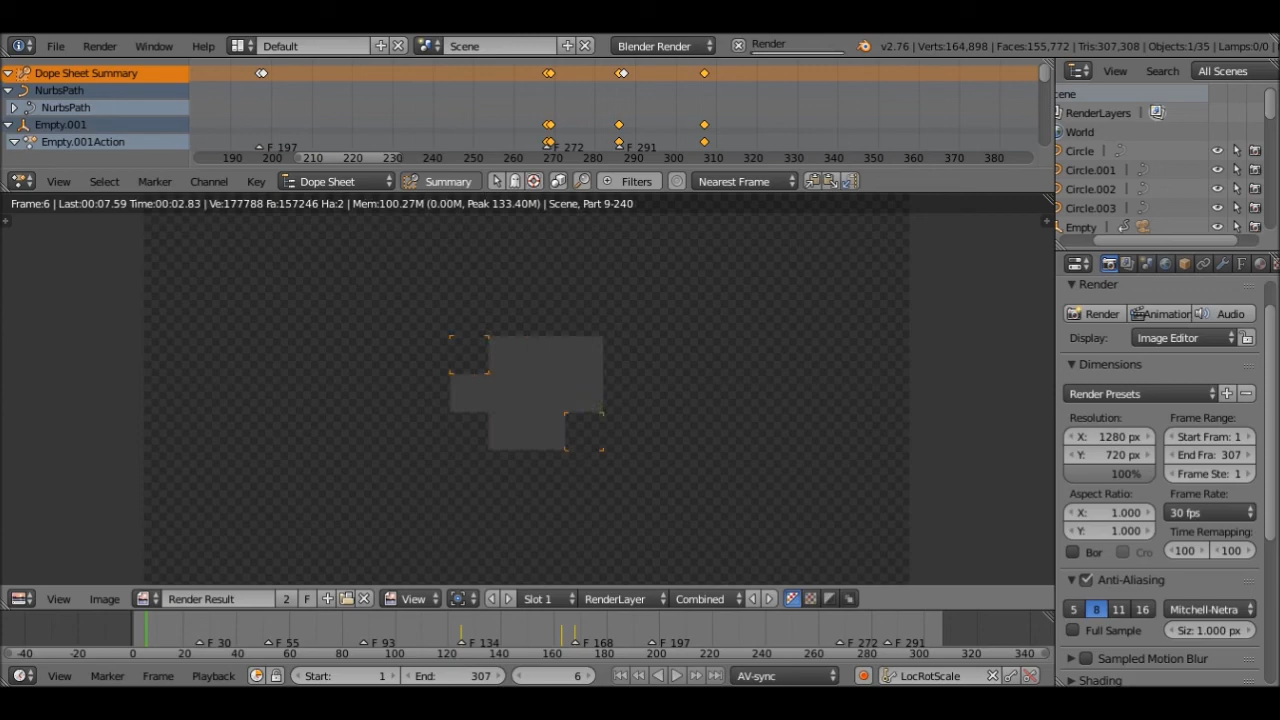 File Render Window Help Default Scene Blender Render Render v2.76 | Verts:164,898 | Faces:155,772 | Tris:307,308 | Objects:1/35 | Lamps:0/0
Dope Sheet Summary
NurbsPath
NurbsPath
Empty.001
Empty.001Action
F 197 F 272 F 291
190 200 210 220 230 240 250 260 270 280 290 300 310 320 330 340 350 360 370 380
View Select Marker Channel Key Dope Sheet Summary Filters Nearest Frame
Frame:6 | Last:00:07.59 Time:00:02.83 | Ve:177788 Fa:157246 Ha:2 | Mem:100.27M (0.00M, Peak 133.40M) | Scene, Part 9-240
View Search All Scenes
cene
RenderLayers |
World
Circle |
Circle.001 |
Circle.002 |
Circle.003 |
Empty |
Render
Render Animation Audio
Display: Image Editor
Dimensions
Render Presets
Resolution: Frame Range:
X: 1280 px Start Fram: 1
Y: 720 px End Fra: 307
100% Frame Ste: 1
Aspect Ratio: Frame Rate:
X: 1.000 30 fps
Y: 1.000 Time Remapping:
Bor Cro 100 100
Anti-Aliasing
5 8 11 16 Mitchell-Netra
Full Sample Siz: 1.000 px
Sampled Motion Blur
Shading
View Image Render Result 2 F View Slot 1 RenderLayer Combined
F 30 F 55 F 93 F 134 F 168 F 197 F 272 F 291
-40 -20 0 20 40 60 80 100 120 140 160 180 200 220 240 260 280 300 320 340
View Marker Frame Playback Start: 1 End: 307 6 AV-sync LocRotScale